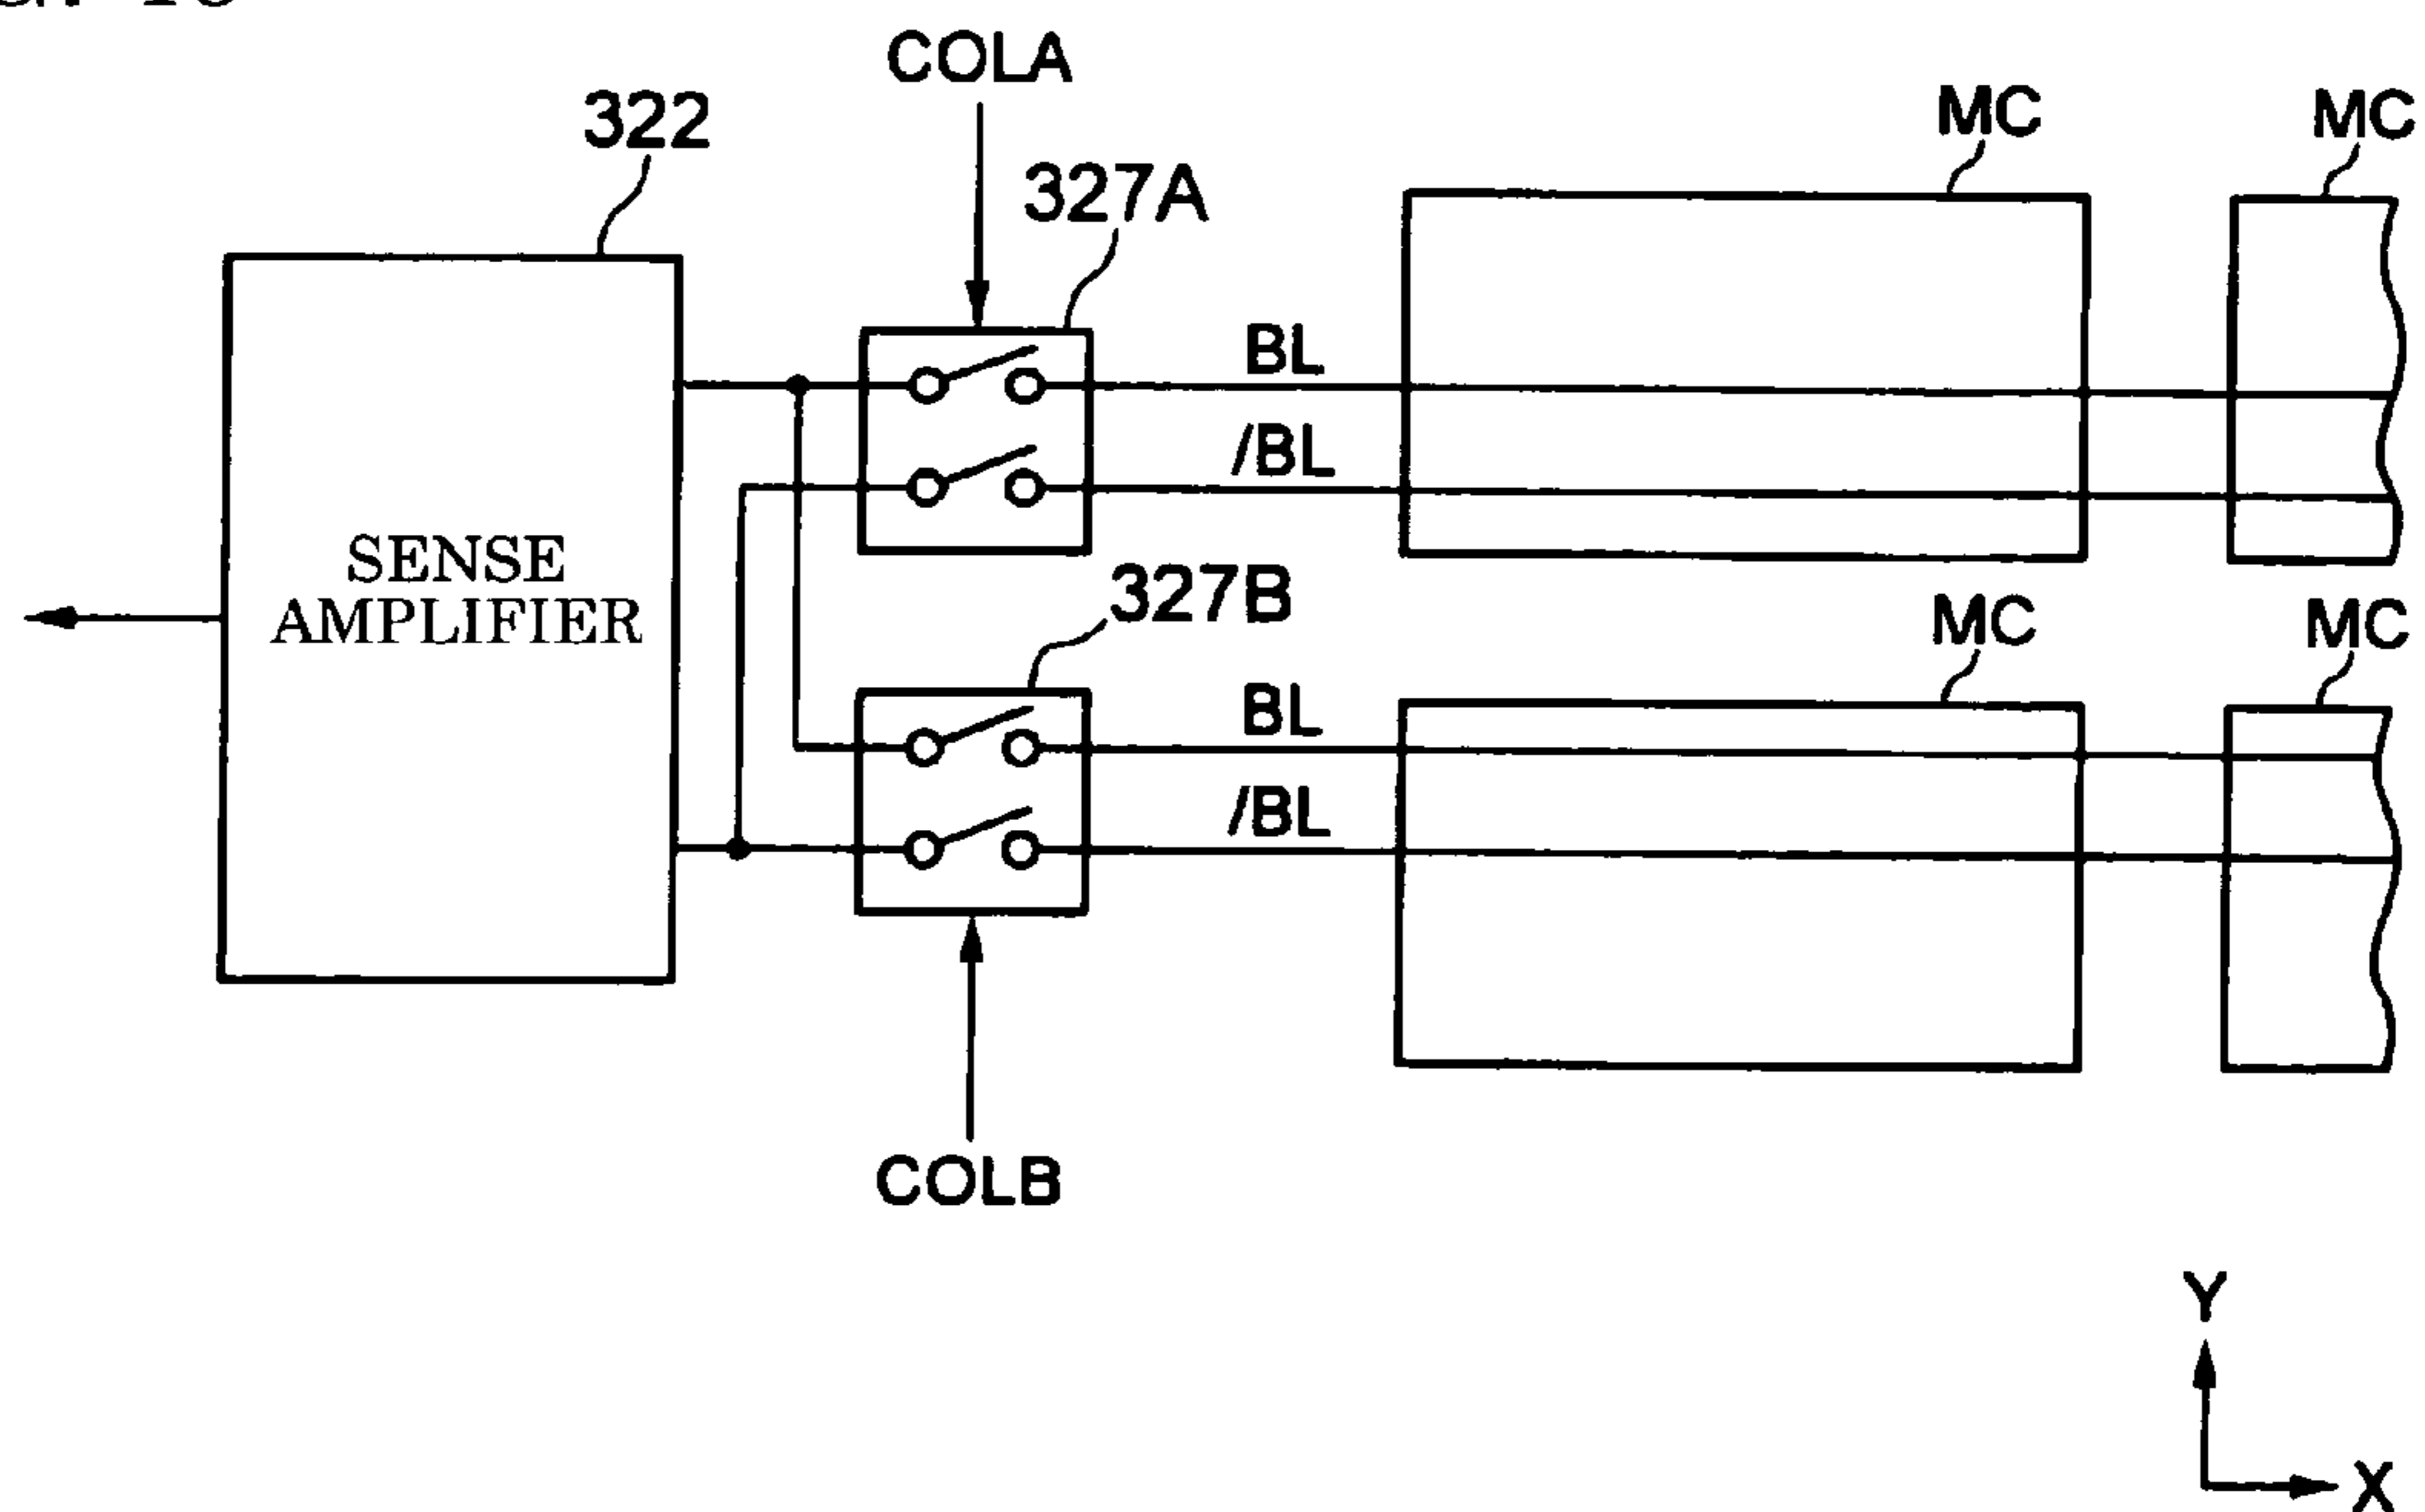 COLA
MC
MC
322
327A
BL
/BL
SENSE
AMPLIFIER
327B
MC
MC
BL
/BL
COLB
Y
X